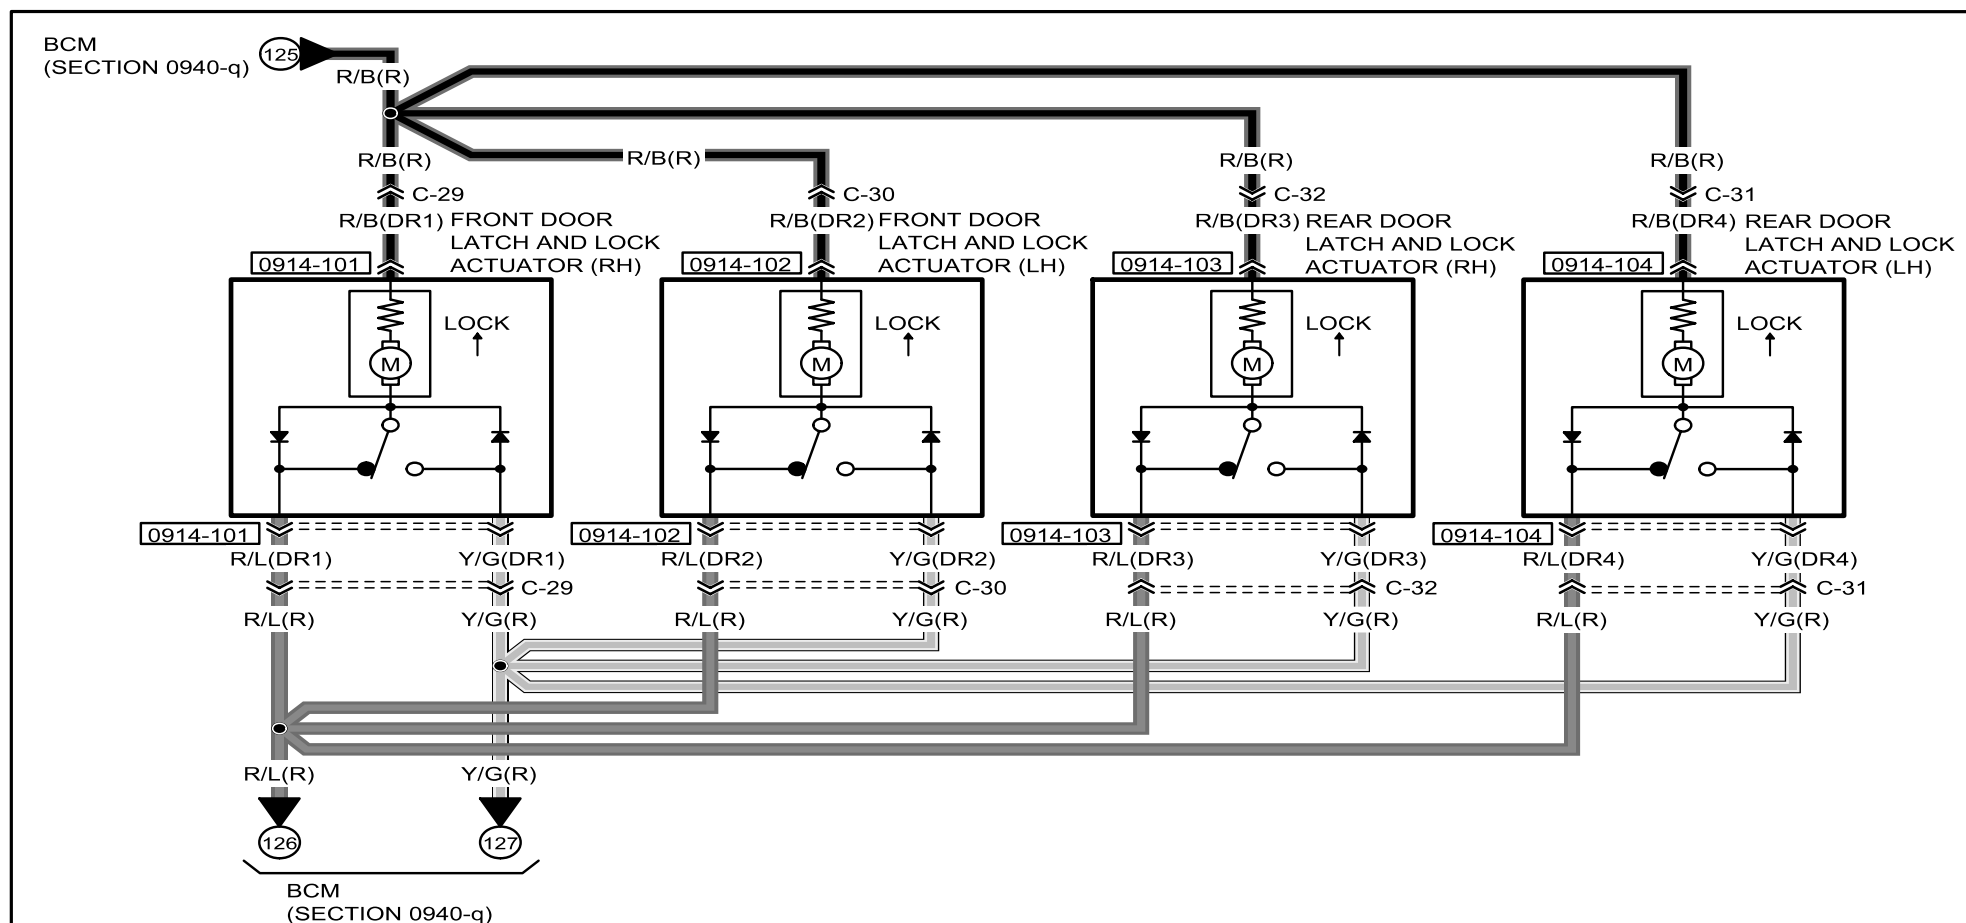 BCM
(SECTION 0940-q)
125
R/B(R)
R/B(R)
R/B(R)
R/B(R)
R/B(R)
C-29
C-30
C-32
C-31
R/B(DR1)
FRONT DOOR
LATCH AND LOCK
ACTUATOR (RH)
R/B(DR2)
FRONT DOOR
LATCH AND LOCK
ACTUATOR (LH)
R/B(DR3)
REAR DOOR
LATCH AND LOCK
ACTUATOR (RH)
R/B(DR4)
REAR DOOR
LATCH AND LOCK
ACTUATOR (LH)
0914-101
0914-102
0914-103
0914-104
LOCK
LOCK
LOCK
LOCK
M
M
M
M
0914-101
0914-102
0914-103
0914-104
R/L(DR1)
Y/G(DR1)
R/L(DR2)
Y/G(DR2)
R/L(DR3)
Y/G(DR3)
R/L(DR4)
Y/G(DR4)
C-29
C-30
C-32
C-31
R/L(R)
Y/G(R)
R/L(R)
Y/G(R)
R/L(R)
Y/G(R)
R/L(R)
Y/G(R)
R/L(R)
Y/G(R)
126
127
BCM
(SECTION 0940-q)